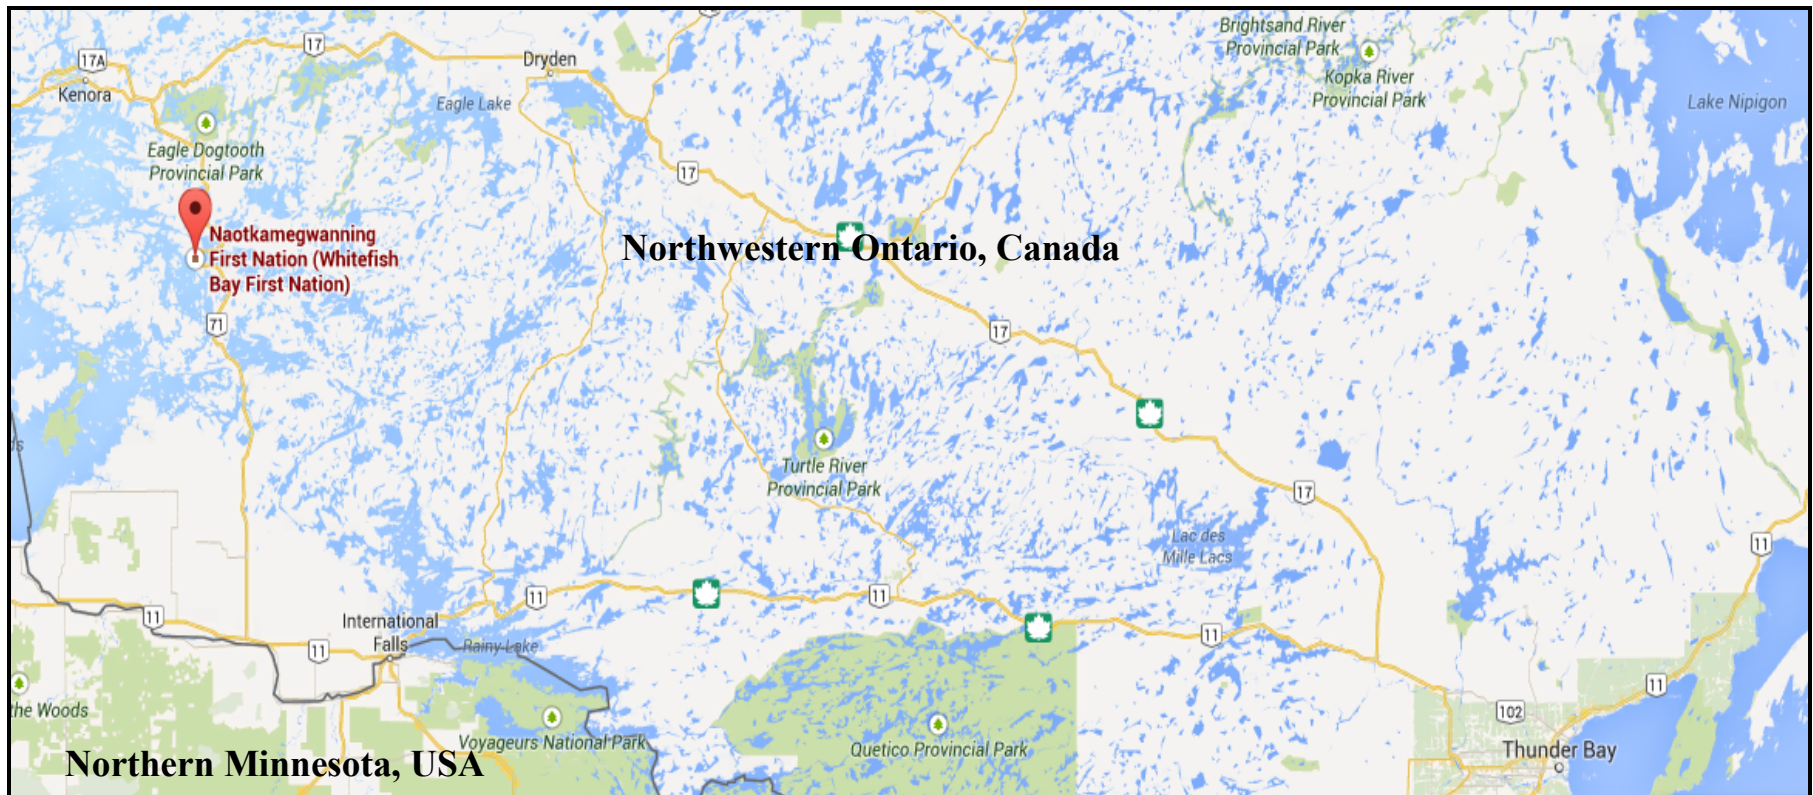 Brightsand River
Provincial Park
17
17A
Dryden
Kopka River
Provincial Park
Kenora
Eagle Lake
Lake Nipigon
Eagle Dogtooth
Provincial Park
17
Naotkamegwanning
First Nation (Whitefish
Bay First Nation)
Northwestern Ontario, Canada
71
17
Turtle River
Provincial Park
17
Lac des
Mille Lacs
11
11
11
11
International
Falls
11
11
Rainy Lake
11
the Woods
102
Voyageurs National Park
Quetico Provincial Park
Thunder Bay
Northern Minnesota, USA